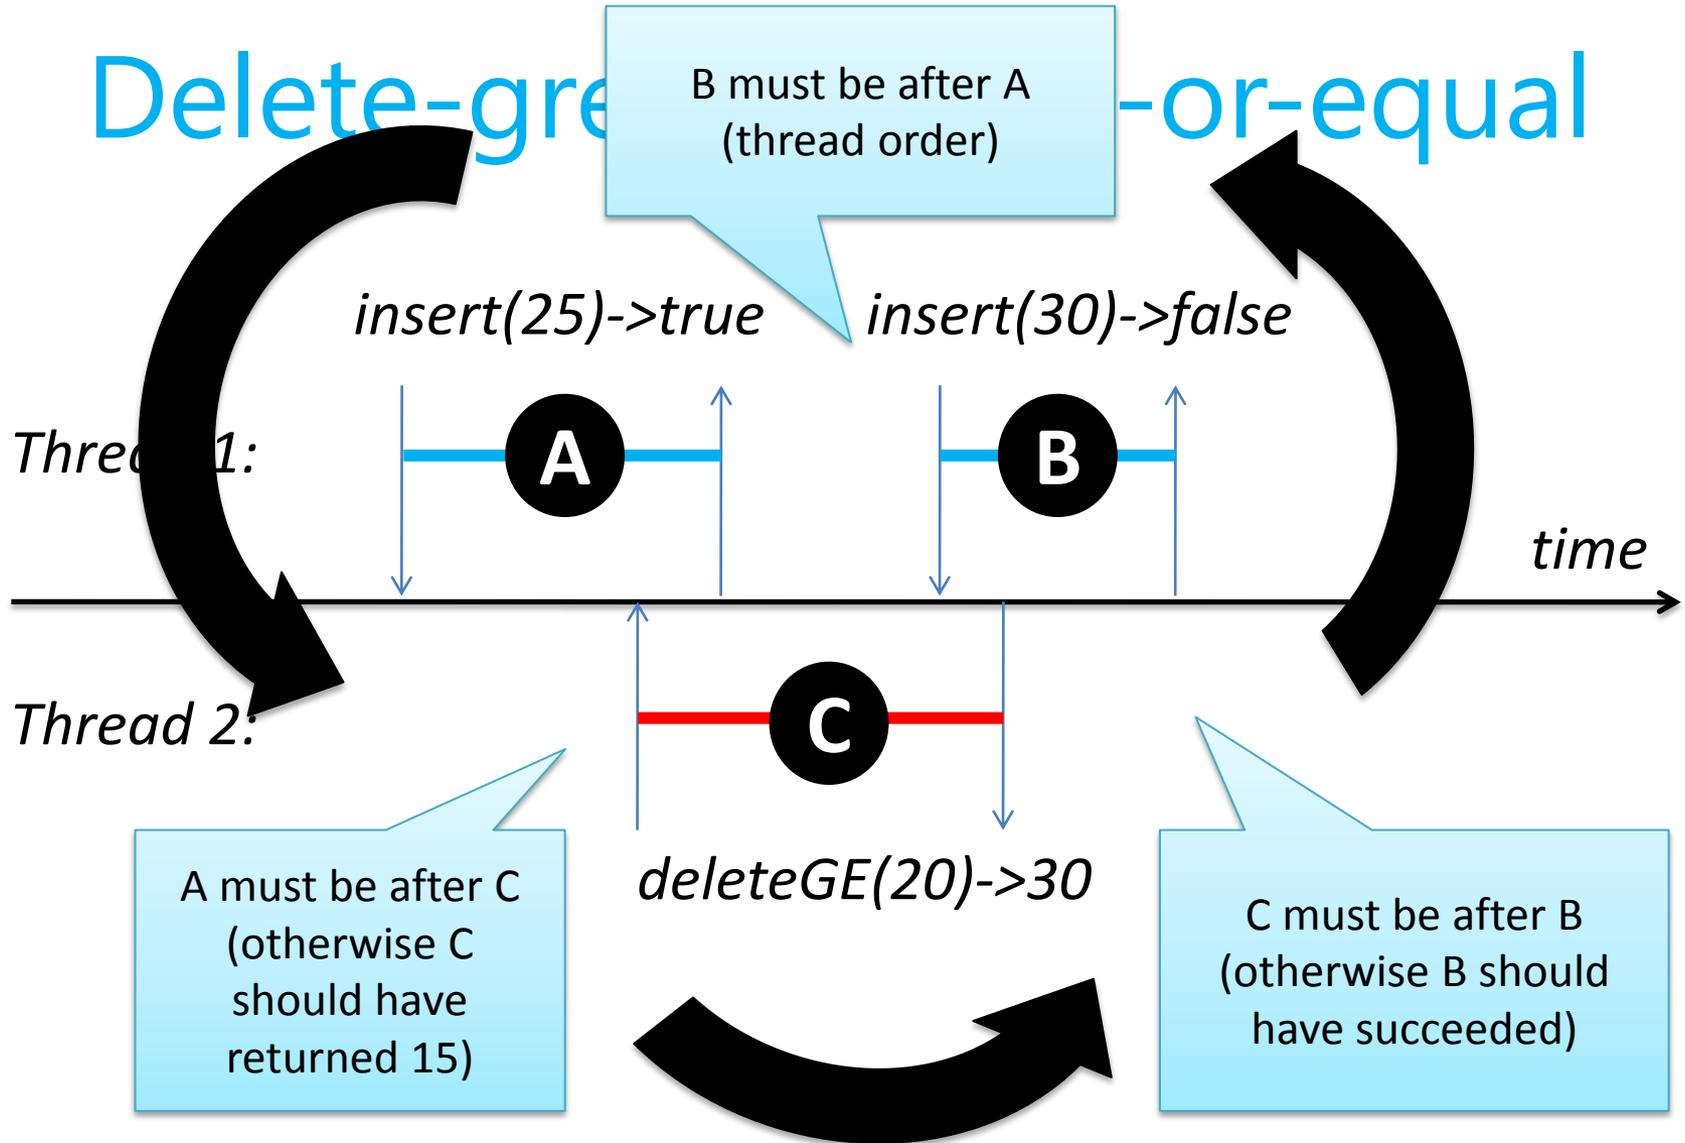 Delete-gre -or-equal
B must be after A
(thread order)
insert(25)->true insert(30)->false
A B
Thread 1:
time
C
Thread 2:
deleteGE(20)->30
A must be after C
(otherwise C
should have
returned 15)
C must be after B
(otherwise B should
have succeeded)